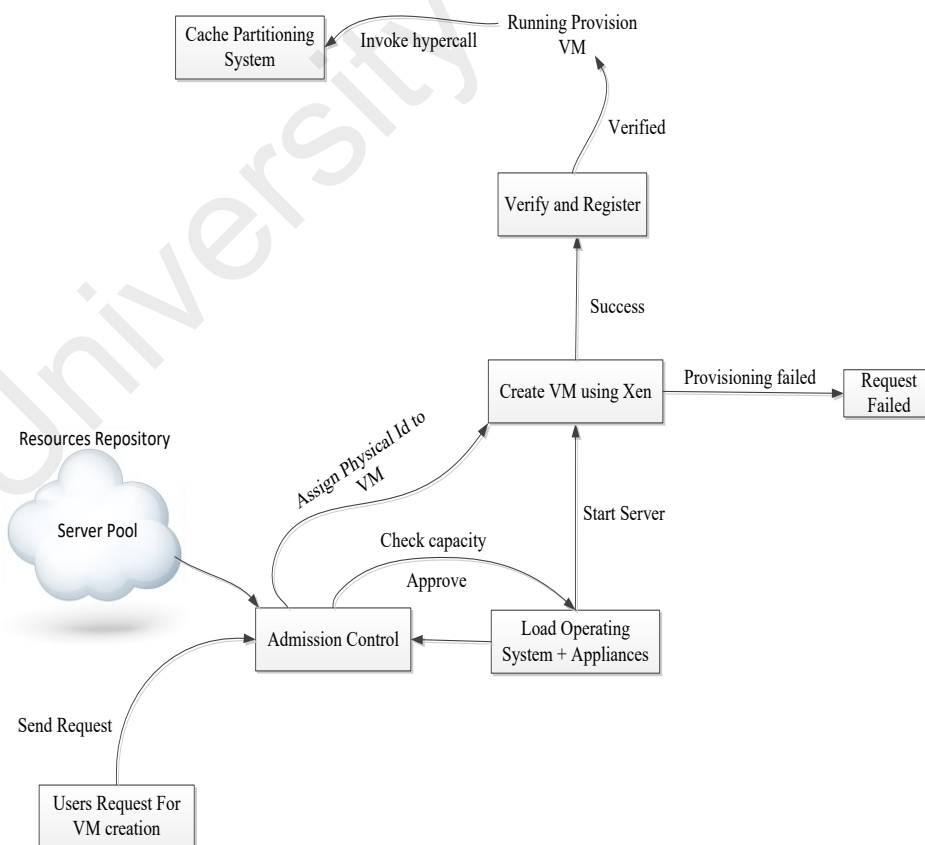 Cache Partitioning
System
Invoke hypercall
Running Provision
VM
Verified
Verify and Register
Success
Create VM using Xen
Provisioning failed
Request
Failed
Assign Physical Id to
VM
Resources Repository
Server Pool
Start Server
Check capacity
Approve
Admission Control
Load Operating
System + Appliances
Send Request
Users Request For
VM creation
University